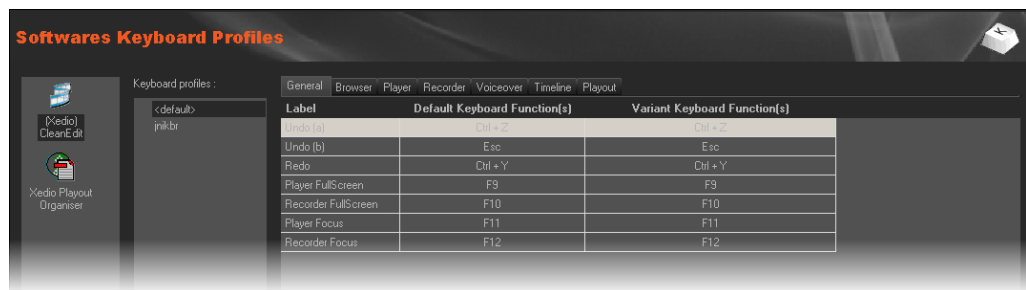 Softwares Keyboard Profiles
K
(Xedio)
CleanEdit
Xedio Playout
Organiser
Keyboard profiles :
<default>
jnikbr
General Browser Player Recorder Voiceover Timeline Playout
Label Default Keyboard Function(s) Variant Keyboard Function(s)
Undo (a) Ctrl + Z Ctrl + Z
Undo (b) Esc Esc
Redo Ctrl + Y Ctrl + Y
Player FullScreen F9 F9
Recorder FullScreen F10 F10
Player Focus F11 F11
Recorder Focus F12 F12